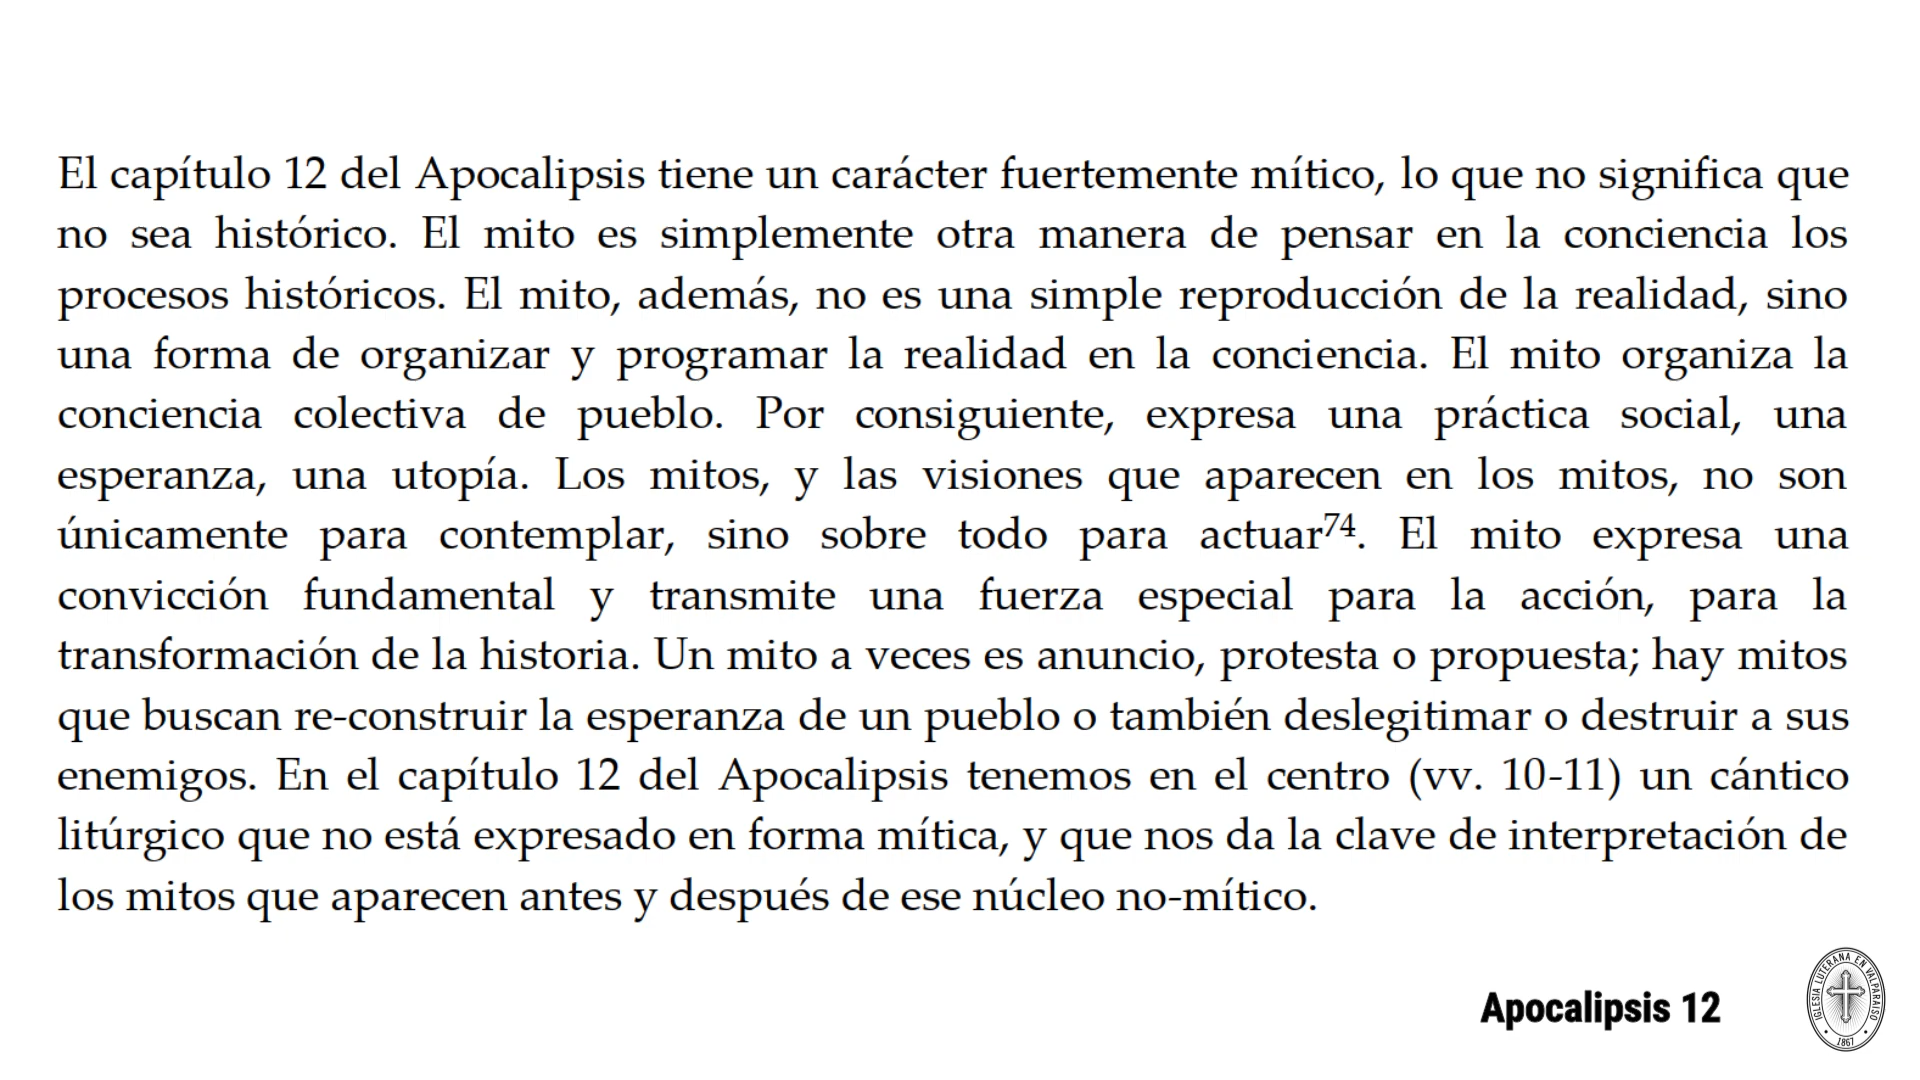 El capítulo 12 del Apocalipsis tiene un carácter fuertemente mítico, lo que no significa que
no sea histórico. El mito es simplemente otra manera de pensar en la conciencia los
procesos históricos. El mito, además, no es una simple reproducción de la realidad, sino
una forma de organizar y programar la realidad en la conciencia. El mito organiza la
conciencia colectiva de pueblo. Por consiguiente, expresa una práctica social, una
esperanza, una utopía. Los mitos, y las visiones que aparecen en los mitos, no son
únicamente para contemplar, sino sobre todo para actuar74. El mito expresa una
convicción fundamental y transmite una fuerza especial para la acción, para la
transformación de la historia. Un mito a veces es anuncio, protesta o propuesta; hay mitos
que buscan re-construir la esperanza de un pueblo o también deslegitimar o destruir a sus
enemigos. En el capítulo 12 del Apocalipsis tenemos en el centro (vv. 10-11) un cántico
litúrgico que no está expresado en forma mítica, y que nos da la clave de interpretación de
los mitos que aparecen antes y después de ese núcleo no-mítico.
Apocalipsis 12
IGLESIA LUTERANA EN VALPARAISO
1867